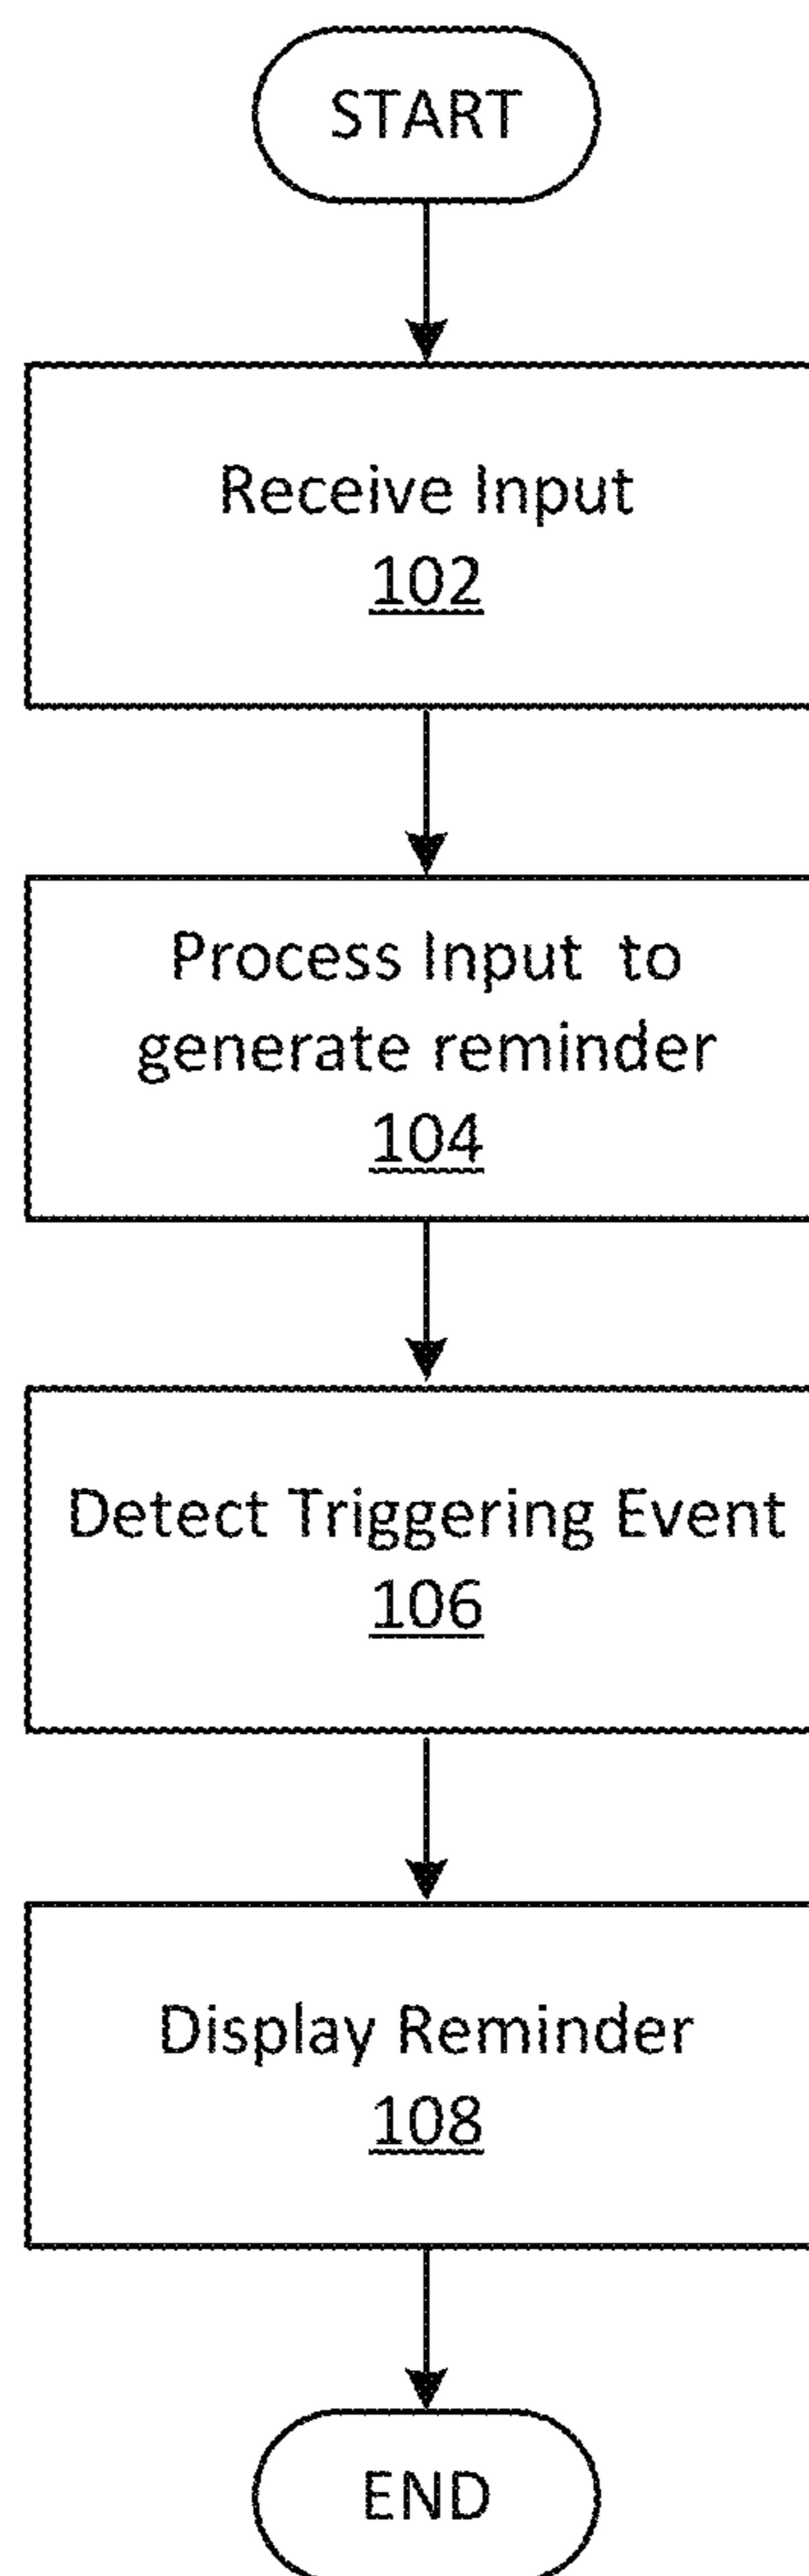 START
Receive Input
102
Process Input to
generate reminder
104
Detect Triggering Event
106
Display Reminder
108
END